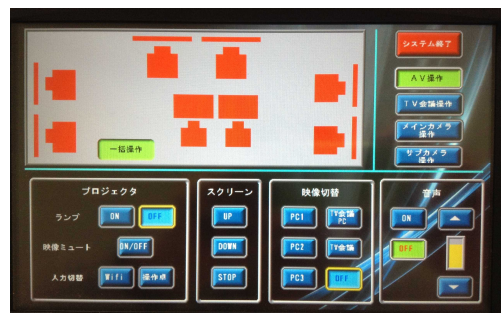 システム終了
AV操作
TV会議操作
メインカメラ
操作
サブカメラ
操作
一括操作
プロジェクタ
ランプ
ON
OFF
映像ミュート
ON/OFF
入力切替
Wifi
操作卓
スクリーン
UP
DOWN
STOP
映像切替
PC1
TV会議
PC
PC2
TV会議
PC3
OFF
音声
ON
OFF